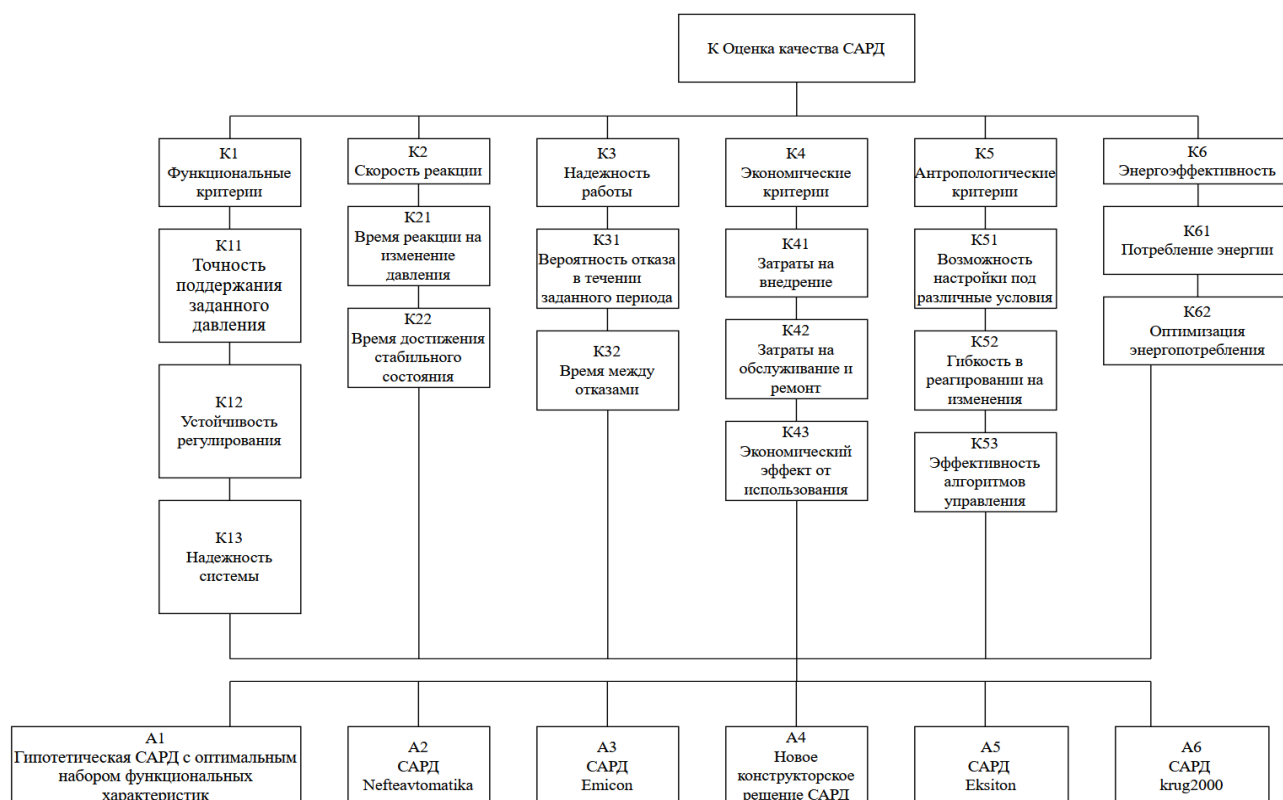 К Оценка качества САРД
К1
Функциональные
критерии
К2
Скорость реакции
К3
Надежность
работы
К4
Экономические
критерии
К5
Антропологические
критерии
К6
Энергоэффективность
К11
Точность
поддержания
заданного
давления
К12
Устойчивость
регулирования
К13
Надежность
системы
К21
Время реакции на
изменение
давления
К22
Время достижения
стабильного
состояния
К31
Вероятность отказа
в течении
заданного периода
К32
Время между
отказами
К41
Затраты на
внедрение
К42
Затраты на
обслуживание и
ремонт
К43
Экономический
эффект от
использования
К51
Возможность
настройки под
различные условия
К52
Гибкость в
реагировании на
изменения
К53
Эффективность
алгоритмов
управления
К61
Потребление энергии
К62
Оптимизация
энергопотребления
А1
Гипотетическая САРД с оптимальным
набором функциональных
характеристик
А2
САРД
Nefteavtomatika
А3
САРД
Emicon
А4
Новое
конструкторское
решение САРД
А5
САРД
Eksiton
А6
САРД
krug2000